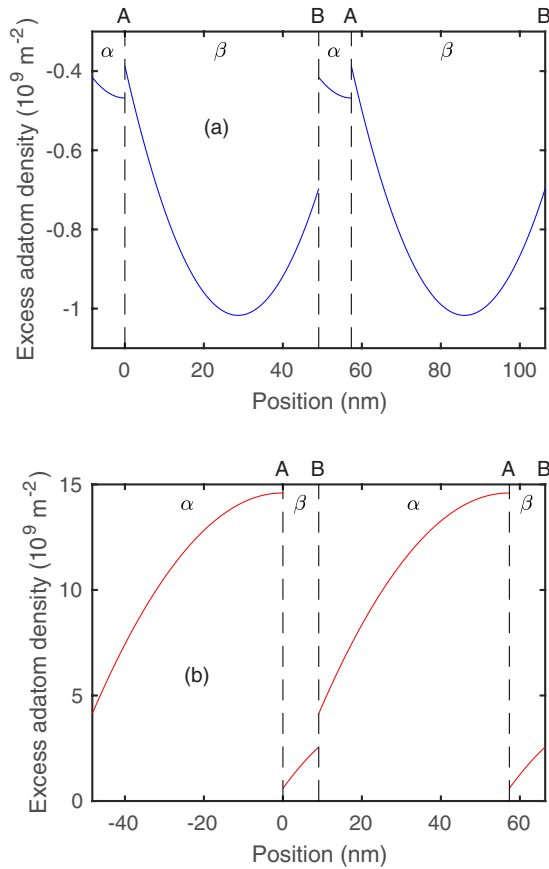 A B A B
α β α β
-0.4
-0.6
-0.8
-1
(a)
Excess adatom density (10⁹ m⁻²)
0 20 40 60 80 100
Position (nm)
A B A B
α β α β
15
10
5
0
(b)
Excess adatom density (10⁹ m⁻²)
-40 -20 0 20 40 60
Position (nm)